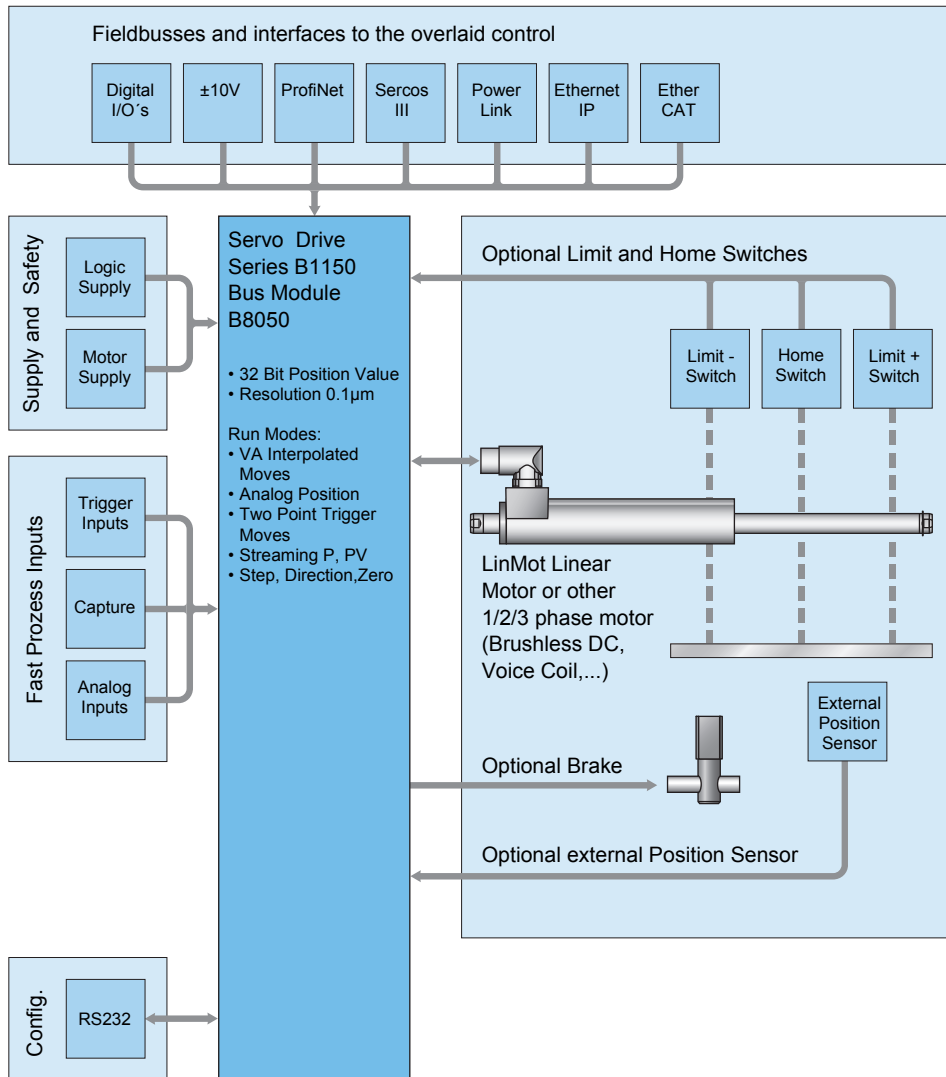 Fieldbusses and interfaces to the overlaid control
Digital
I/O´s
±10V
ProfiNet
Sercos
III
Power
Link
Ethernet
IP
Ether
CAT
Supply and Safety
Logic
Supply
Motor
Supply
Fast Prozess Inputs
Trigger
Inputs
Capture
Analog
Inputs
Config.
RS232
Servo Drive
Series B1150
Bus Module
B8050
• 32 Bit Position Value
• Resolution 0.1µm
Run Modes:
• VA Interpolated
Moves
• Analog Position
• Two Point Trigger
Moves
• Streaming P, PV
• Step, Direction,Zero
Optional Limit and Home Switches
Limit -
Switch
Home
Switch
Limit +
Switch
LinMot Linear
Motor or other
1/2/3 phase motor
(Brushless DC,
Voice Coil,...)
External
Position
Sensor
Optional Brake
Optional external Position Sensor